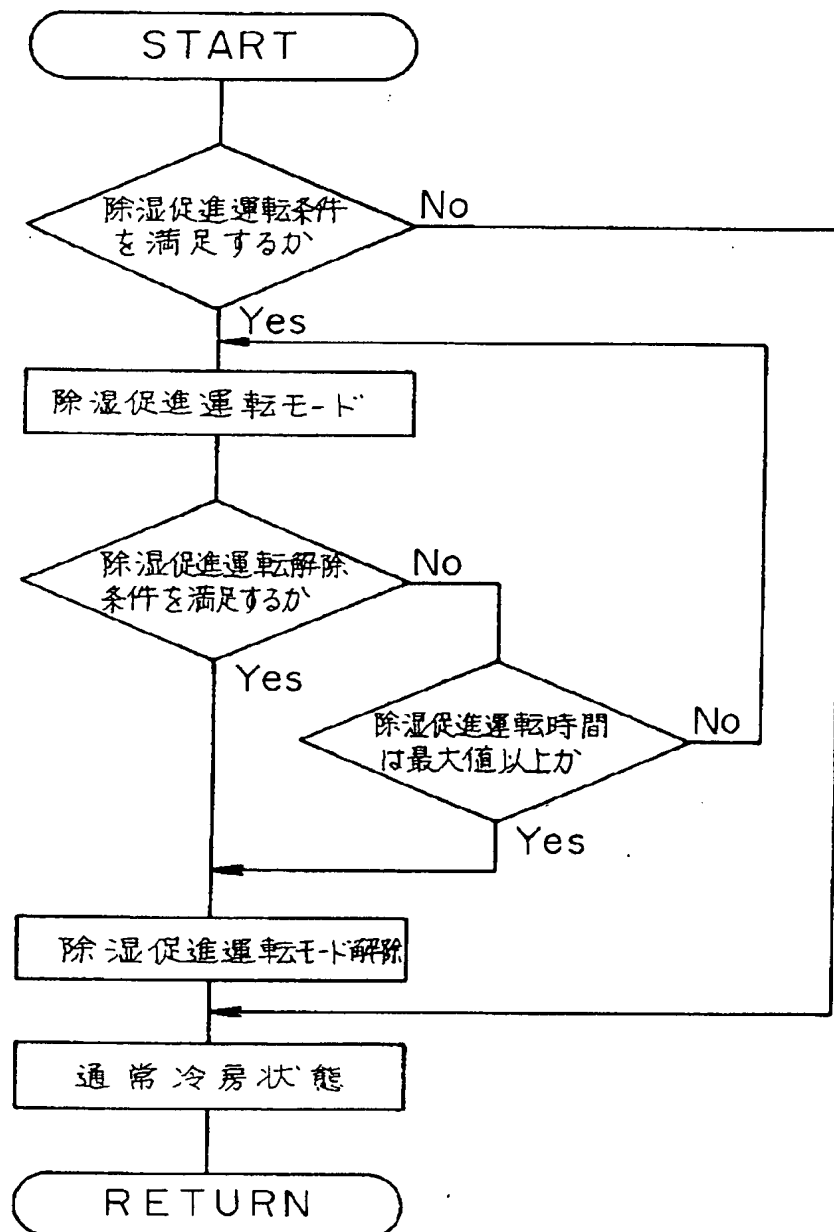 START
除湿促進運転条件
を満足するか
No
Yes
除湿促進運転モード
除湿促進運転解除
条件を満足するか
No
Yes
除湿促進運転時間
は最大値以上か
No
Yes
除湿促進運転モード解除
通常冷房状態
RETURN